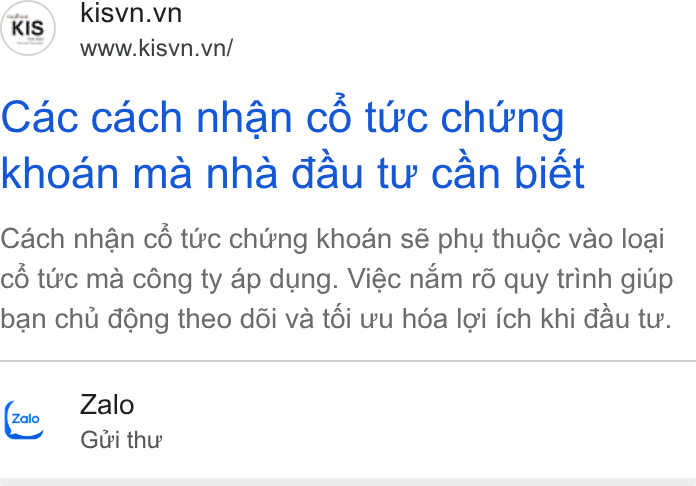 KIS
kisvn.vn
www.kisvn.vn/
Các cách nhận cổ tức chứng
khoán mà nhà đầu tư cần biết
Cách nhận cổ tức chứng khoán sẽ phụ thuộc vào loại
cổ tức mà công ty áp dụng. Việc nắm rõ quy trình giúp
bạn chủ động theo dõi và tối ưu hóa lợi ích khi đầu tư.
Zalo
Zalo
Gửi thư